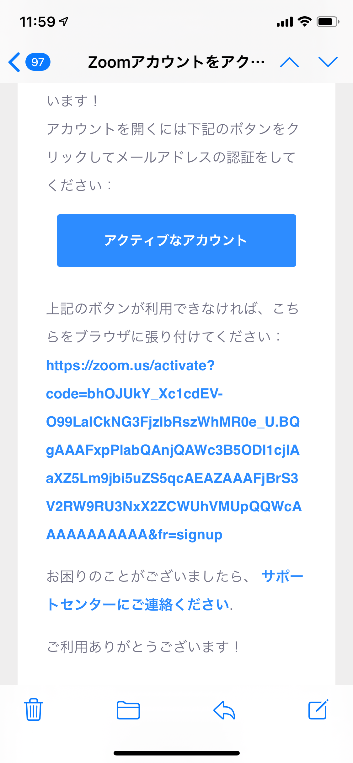 11:59
97
Zoomアカウントをアク…
います！
アカウントを開くには下記のボタンをク
リックしてメールアドレスの認証をして
ください：
アクティブなアカウント
上記のボタンが利用できなければ、こち
らをブラウザに張り付けてください：
https://zoom.us/activate?
code=bhOJUkY_Xc1cdEV-
O99LaICkNG3FjzlbRszWhMR0e_U.BQ
gAAAFxpPlabQAnjQAWc3B5ODI1cjlA
aXZ5Lm9jbi5uZS5qcAEAZAAAFjBrS3
V2RW9RU3NxX2ZCWUhVMUpQQWcA
AAAAAAAAAA&fr=signup
お困りのことがございましたら、 サポー
トセンターにご連絡ください.
ご利用ありがとうございます！